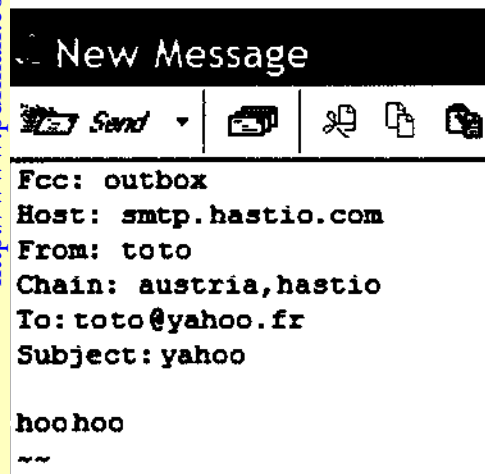 New Message
Send
Fcc: outbox
Host: smtp.hastio.com
From: toto
Chain: austria,hastio
To:toto@yahoo.fr
Subject:yahoo
hoohoo
~~